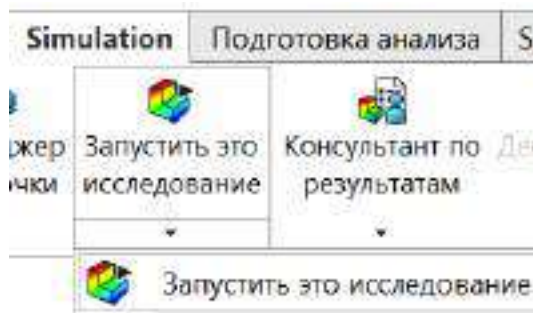 Simulation Подготовка анализа S
Запустить это Консультант по
исследование результатам
Запустить это исследование